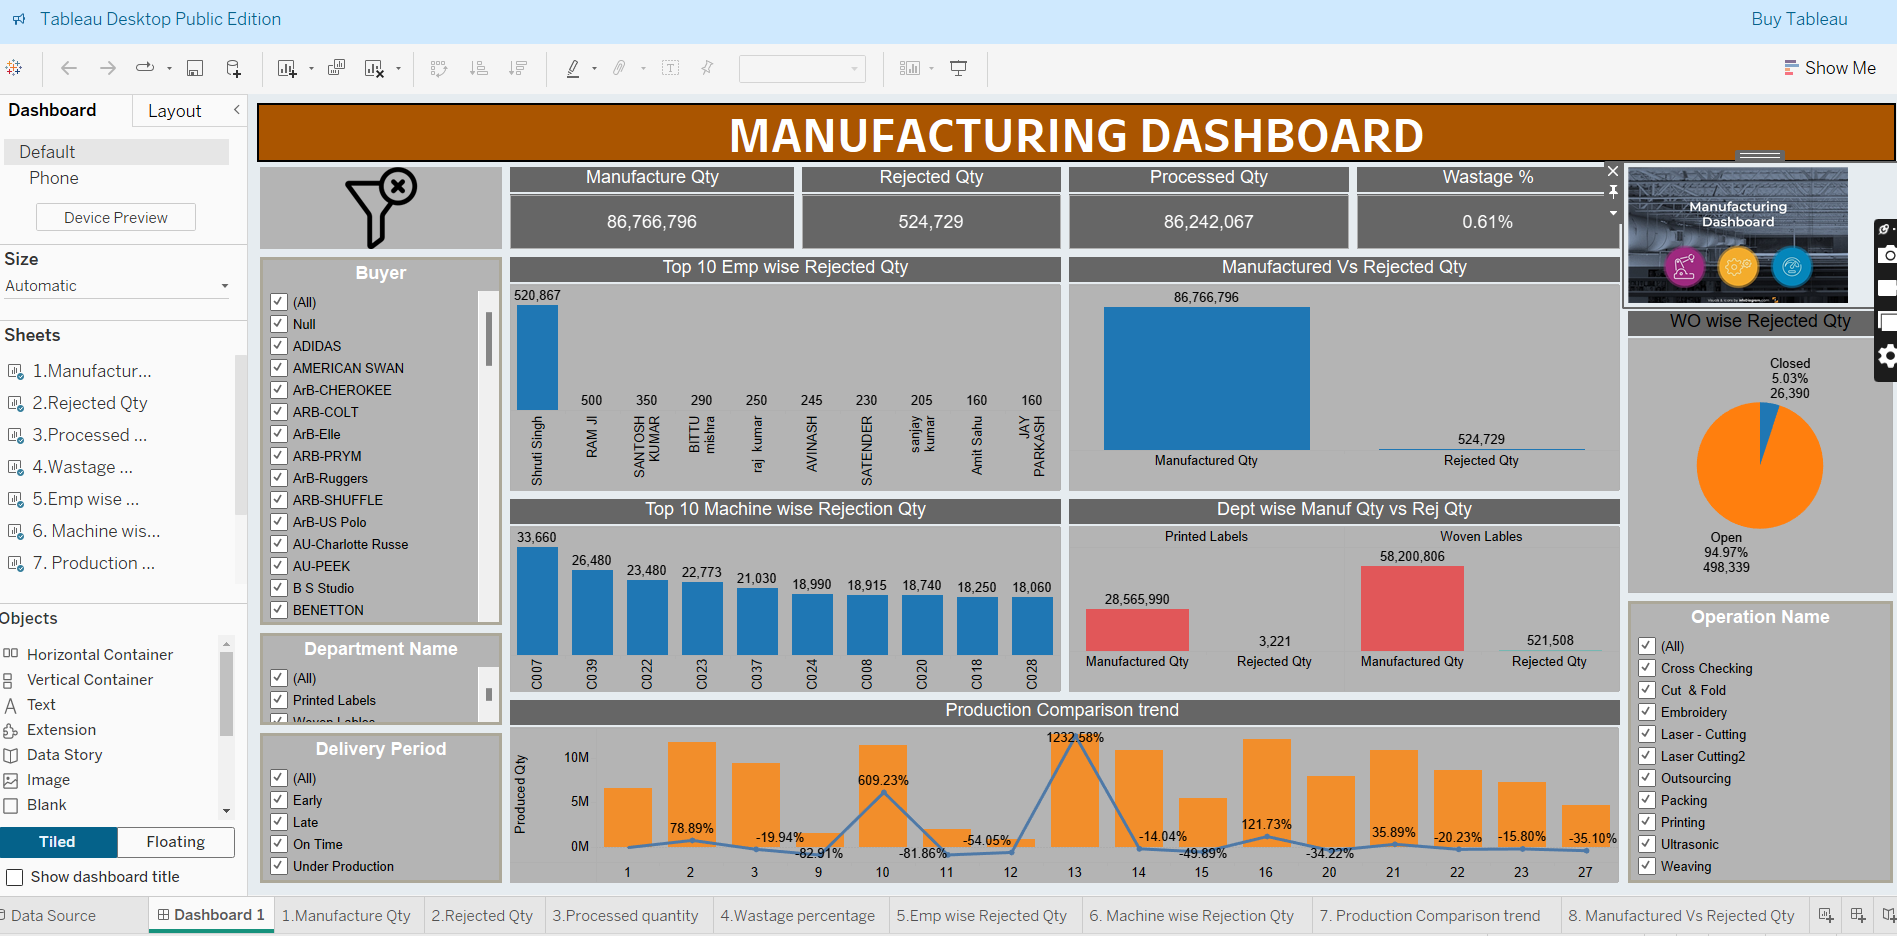 Tableau Desktop Public Edition
Buy Tableau
Show Me
Dashboard
Layout
Default
Phone
Device Preview
Size
Automatic
Sheets
1.Manufactur...
2.Rejected Qty
3.Processed ...
4.Wastage ...
5.Emp wise ...
6. Machine wis...
7. Production ...
Objects
Horizontal Container
Vertical Container
Text
Extension
Data Story
Image
Blank
Tiled
Floating
Show dashboard title
MANUFACTURING DASHBOARD
Manufacture Qty
86,766,796
Rejected Qty
524,729
Processed Qty
86,242,067
Wastage %
0.61%
Manufacturing
Dashboard
Buyer
(All)
Null
ADIDAS
AMERICAN SWAN
ArB-CHEROKEE
ARB-COLT
ArB-Elle
ARB-PRYM
ArB-Ruggers
ARB-SHUFFLE
ArB-US Polo
AU-Charlotte Russe
AU-PEEK
B S Studio
BENETTON
Department Name
(All)
Printed Labels
Woven Lables
Delivery Period
(All)
Early
Late
On Time
Under Production
Top 10 Emp wise Rejected Qty
520,867
500
350
290
250
245
230
205
160
160
Shruti Singh
RAM JI
SANTOSH
KUMAR
BITTU
mishra
raj kumar
AVINASH
SATENDER
sanjay
kumar
Amit Sahu
JAY
PARKASH
Manufactured Vs Rejected Qty
86,766,796
524,729
Manufactured Qty
Rejected Qty
Top 10 Machine wise Rejection Qty
33,660
26,480
23,480
22,773
21,030
18,990
18,915
18,740
18,250
18,060
C007
C039
C022
C023
C037
C024
C008
C020
C018
C028
Dept wise Manuf Qty vs Rej Qty
Printed Labels
Woven Lables
28,565,990
3,221
58,200,806
521,508
Manufactured Qty
Rejected Qty
Manufactured Qty
Rejected Qty
WO wise Rejected Qty
Closed
5.03%
26,390
Open
94.97%
498,339
Operation Name
(All)
Cross Checking
Cut & Fold
Embroidery
Laser - Cutting
Laser Cutting2
Outsourcing
Packing
Printing
Ultrasonic
Weaving
Production Comparison trend
Produced Qty
10M
5M
0M
78.89%
-19.94%
-82.91%
609.23%
-81.86%
-54.05%
1232.58%
-14.04%
-49.89%
121.73%
-34.22%
35.89%
-20.23%
-15.80%
-35.10%
1
2
3
9
10
11
12
13
14
15
16
20
21
22
23
27
Data Source
Dashboard 1
1.Manufacture Qty
2.Rejected Qty
3.Processed quantity
4.Wastage percentage
5.Emp wise Rejected Qty
6. Machine wise Rejection Qty
7. Production Comparison trend
8. Manufactured Vs Rejected Qty